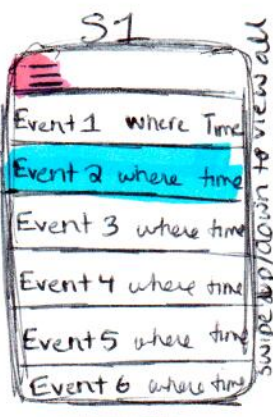 S1
Event 1 where Time
Event 2 where time
Event 3 where time
Event 4 where time
Event 5 where time
Event 6 where time
swipe up/down to view all